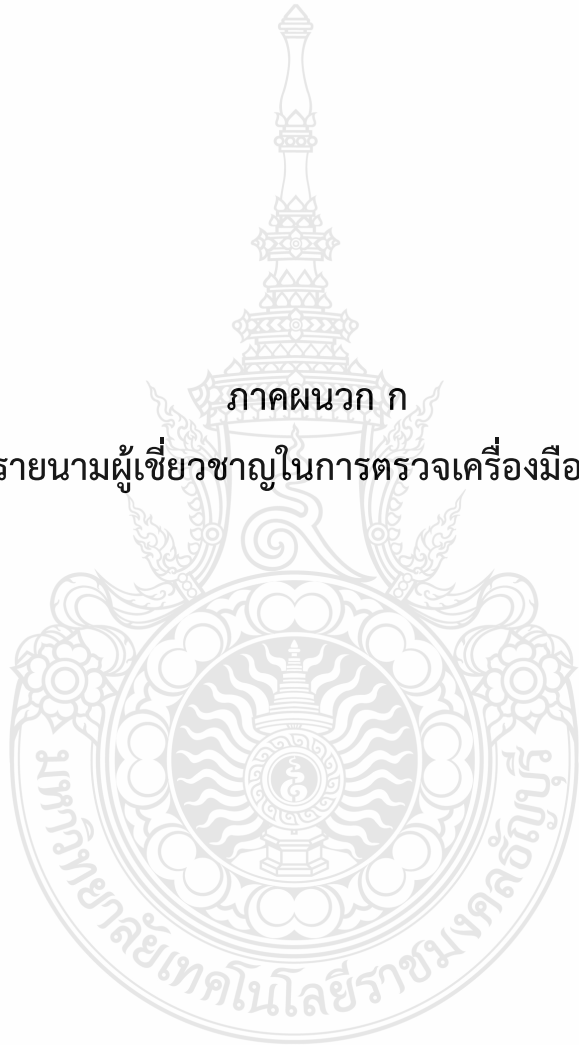 ภาคผนวก ก
รายนามผู้เชี่ยวชาญในการตรวจเครื่องมือ
มหาวิทยาลัยเทคโนโลยีราชมงคลธัญบุรี